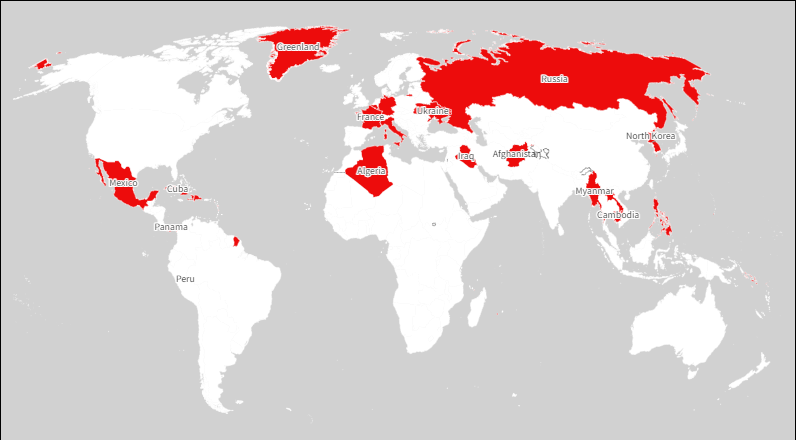 Greenland
Russia
Ukraine
France
North Korea
Iraq
Afghanistan
Algeria
Mexico
Cuba
Myanmar
Cambodia
Panama
Peru